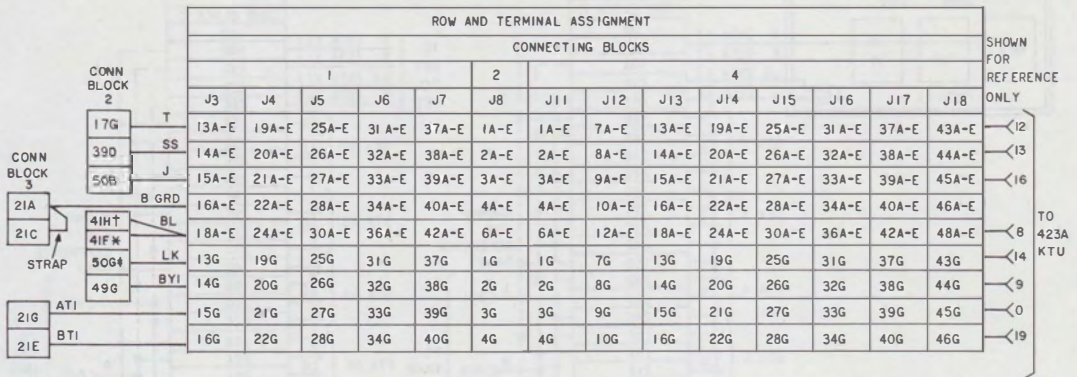 ROW AND TERMINAL ASSIGNMENT
CONNECTING BLOCKS
SHOWN
FOR
REFERENCE
ONLY
1 2 4
CONN
BLOCK
2
J3 J4 J5 J6 J7 J8 J11 J12 J13 J14 J15 J16 J17 J18
17G T 13A-E 19A-E 25A-E 31A-E 37A-E 1A-E 1A-E 7A-E 13A-E 19A-E 25A-E 31A-E 37A-E 43A-E 12
39D SS 14A-E 20A-E 26A-E 32A-E 38A-E 2A-E 2A-E 8A-E 14A-E 20A-E 26A-E 32A-E 38A-E 44A-E 13
50B J 15A-E 21A-E 27A-E 33A-E 39A-E 3A-E 3A-E 9A-E 15A-E 21A-E 27A-E 33A-E 39A-E 45A-E 16
CONN
BLOCK
3
21A B GRD 16A-E 22A-E 28A-E 34A-E 40A-E 4A-E 4A-E 10A-E 16A-E 22A-E 28A-E 34A-E 40A-E 46A-E
21C 41H† BL 18A-E 24A-E 30A-E 36A-E 42A-E 6A-E 6A-E 12A-E 18A-E 24A-E 30A-E 36A-E 42A-E 48A-E 8
41F*
STRAP
50G‡ LK 13G 19G 25G 31G 37G 1G 1G 7G 13G 19G 25G 31G 37G 43G 14
49G BY1 14G 20G 26G 32G 38G 2G 2G 8G 14G 20G 26G 32G 38G 44G 9
21G AT1 15G 21G 27G 33G 39G 3G 3G 9G 15G 21G 27G 33G 39G 45G 0
21E BT1 16G 22G 28G 34G 40G 4G 4G 10G 16G 22G 28G 34G 40G 46G 19
TO
423A
KTU